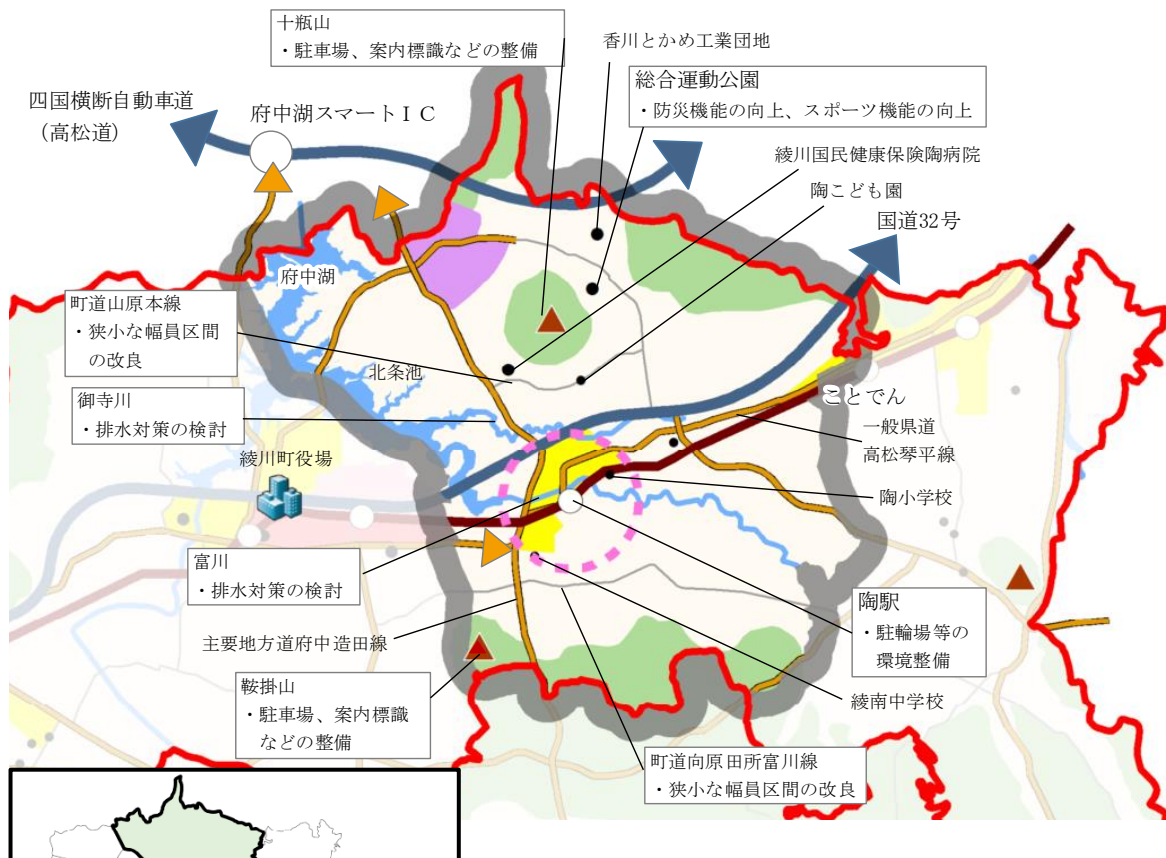 十瓶山
・駐車場、案内標識などの整備
香川とかめ工業団地
総合運動公園
・防災機能の向上、スポーツ機能の向上
四国横断自動車道
(高松道)
府中湖スマートＩＣ
綾川国民健康保険陶病院
陶こども園
国道32号
府中湖
町道山原本線
・狭小な幅員区間
の改良
北条池
御寺川
・排水対策の検討
ことでん
一般県道
高松琴平線
綾川町役場
陶小学校
富川
・排水対策の検討
陶駅
・駐輪場等の
環境整備
主要地方道府中造田線
鞍掛山
・駐車場、案内標識
などの整備
綾南中学校
町道向原田所富川線
・狭小な幅員区間の改良